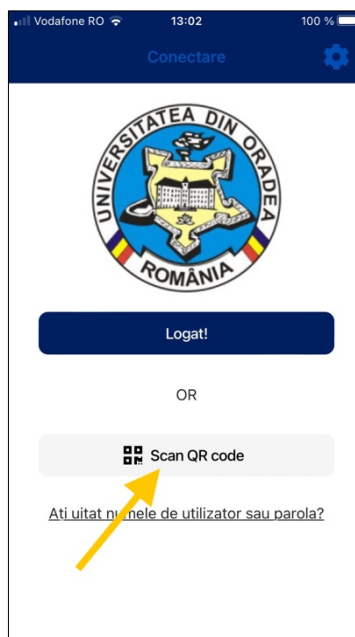 Vodafone RO 13:02 100 %
Conectare
UNIVERSITATEA DIN ORADEA
ROMÂNIA
Logat!
OR
Scan QR code
Ați uitat numele de utilizator sau parola?